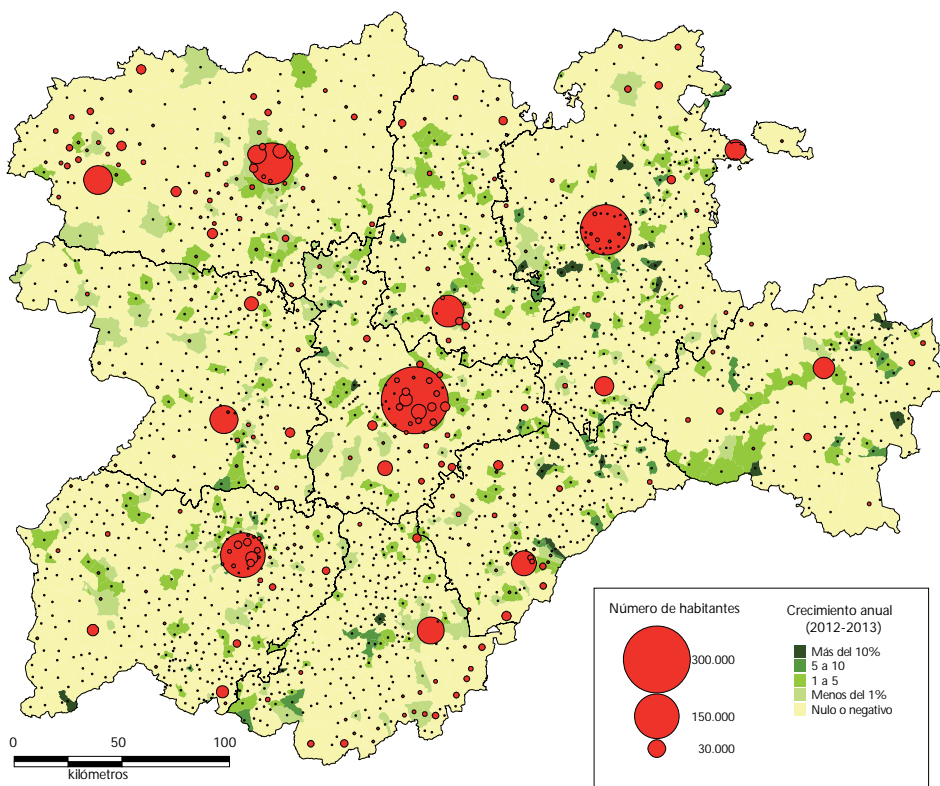 Número de habitantes
300.000
150.000
30.000
Crecimiento anual
(2012-2013)
Más del 10%
5 a 10
1 a 5
Menos del 1%
Nulo o negativo
0 50 100
kilómetros